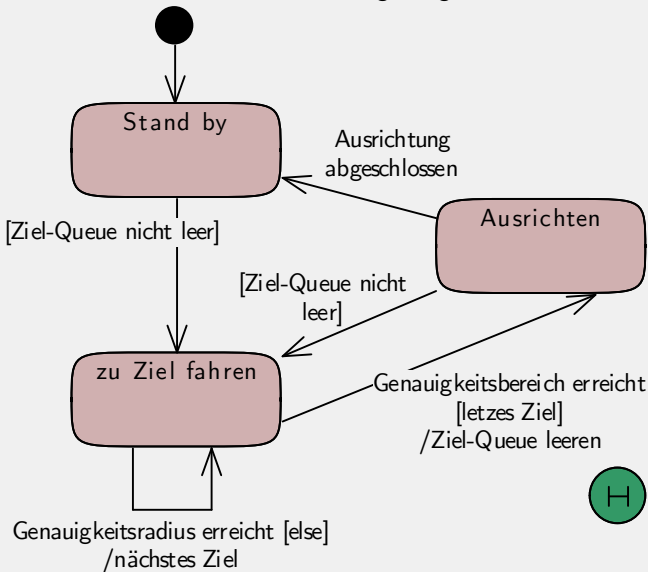 Stand by
Ausrichtung
abgeschlossen
Ausrichten
[Ziel-Queue nicht leer]
[Ziel-Queue nicht
leer]
zu Ziel fahren
Genauigkeitsbereich erreicht
[letzes Ziel]
/Ziel-Queue leeren
H
Genauigkeitsradius erreicht [else]
/nächstes Ziel